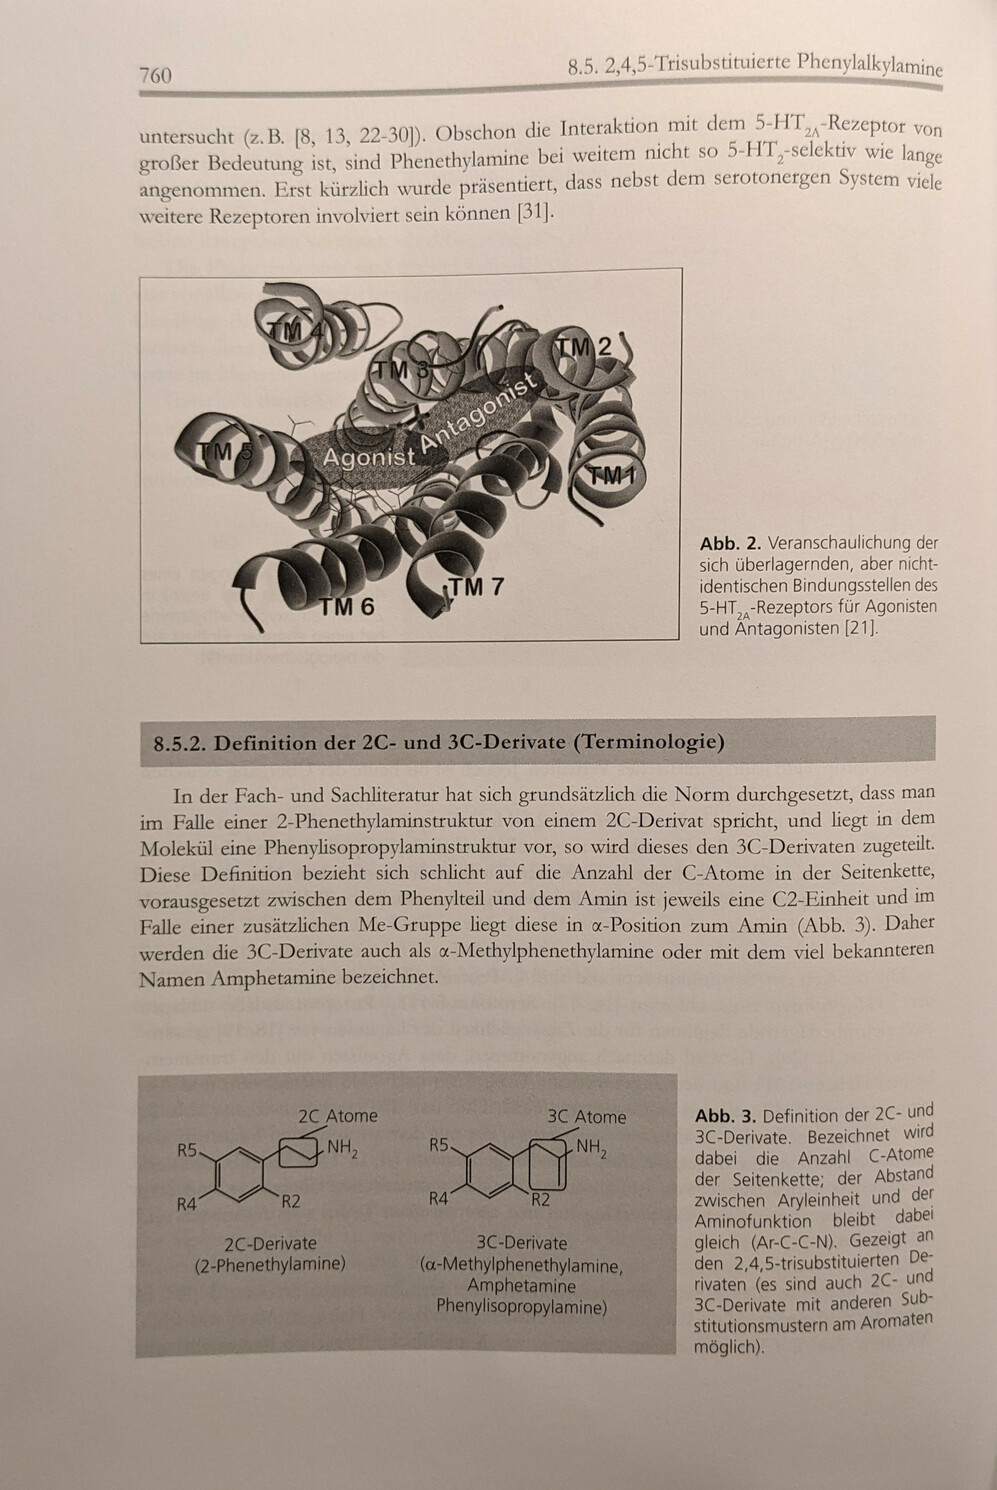 760
8.5. 2,4,5-Trisubstituierte Phenylalkylamine
untersucht (z.B. [8, 13, 22-30]). Obschon die Interaktion mit dem 5-HT₂A-Rezeptor von
großer Bedeutung ist, sind Phenethylamine bei weitem nicht so 5-HT₂-selektiv wie lange
angenommen. Erst kürzlich wurde präsentiert, dass nebst dem serotonergen System viele
weitere Rezeptoren involviert sein können [31].
TM 4
TM 3
TM 2
TM 5
Agonist
Antagonist
TM1
TM 7
TM 6
Abb. 2. Veranschaulichung der
sich überlagernden, aber nicht-
identischen Bindungsstellen des
5-HT₂A-Rezeptors für Agonisten
und Antagonisten [21].
8.5.2. Definition der 2C- und 3C-Derivate (Terminologie)
In der Fach- und Sachliteratur hat sich grundsätzlich die Norm durchgesetzt, dass man
im Falle einer 2-Phenethylaminstruktur von einem 2C-Derivat spricht, und liegt in dem
Molekül eine Phenylisopropylaminstruktur vor, so wird dieses den 3C-Derivaten zugeteilt.
Diese Definition bezieht sich schlicht auf die Anzahl der C-Atome in der Seitenkette,
vorausgesetzt zwischen dem Phenylteil und dem Amin ist jeweils eine C2-Einheit und im
Falle einer zusätzlichen Me-Gruppe liegt diese in α-Position zum Amin (Abb. 3). Daher
werden die 3C-Derivate auch als α-Methylphenethylamine oder mit dem viel bekannteren
Namen Amphetamine bezeichnet.
2C Atome
R5
NH₂
R4
R2
2C-Derivate
(2-Phenethylamine)
3C Atome
R5
NH₂
R4
R2
3C-Derivate
(α-Methylphenethylamine,
Amphetamine
Phenylisopropylamine)
Abb. 3. Definition der 2C- und
3C-Derivate. Bezeichnet wird
dabei die Anzahl C-Atome
der Seitenkette; der Abstand
zwischen Aryleinheit und der
Aminofunktion bleibt dabei
gleich (Ar-C-C-N). Gezeigt an
den 2,4,5-trisubstituierten De-
rivaten (es sind auch 2C- und
3C-Derivate mit anderen Sub-
stitutionsmustern am Aromaten
möglich).